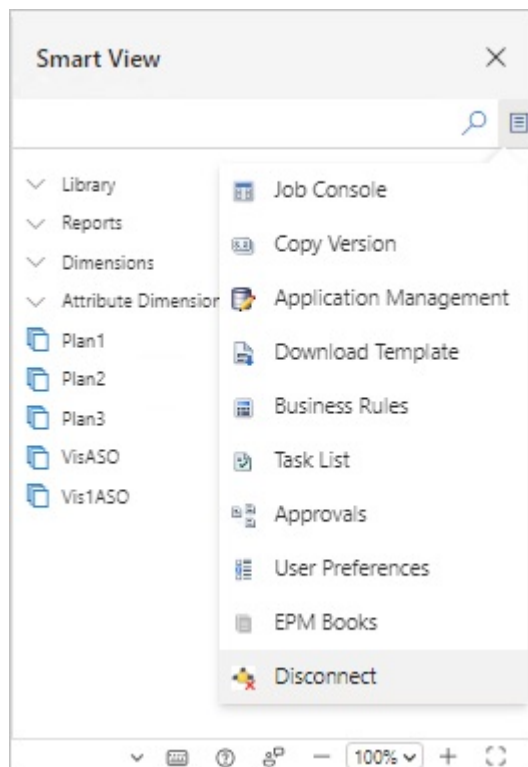 Smart View
Library
Reports
Dimensions
Attribute Dimension
Plan1
Plan2
Plan3
VisASO
Vis1ASO
Job Console
Copy Version
Application Management
Download Template
Business Rules
Task List
Approvals
User Preferences
EPM Books
Disconnect
100%